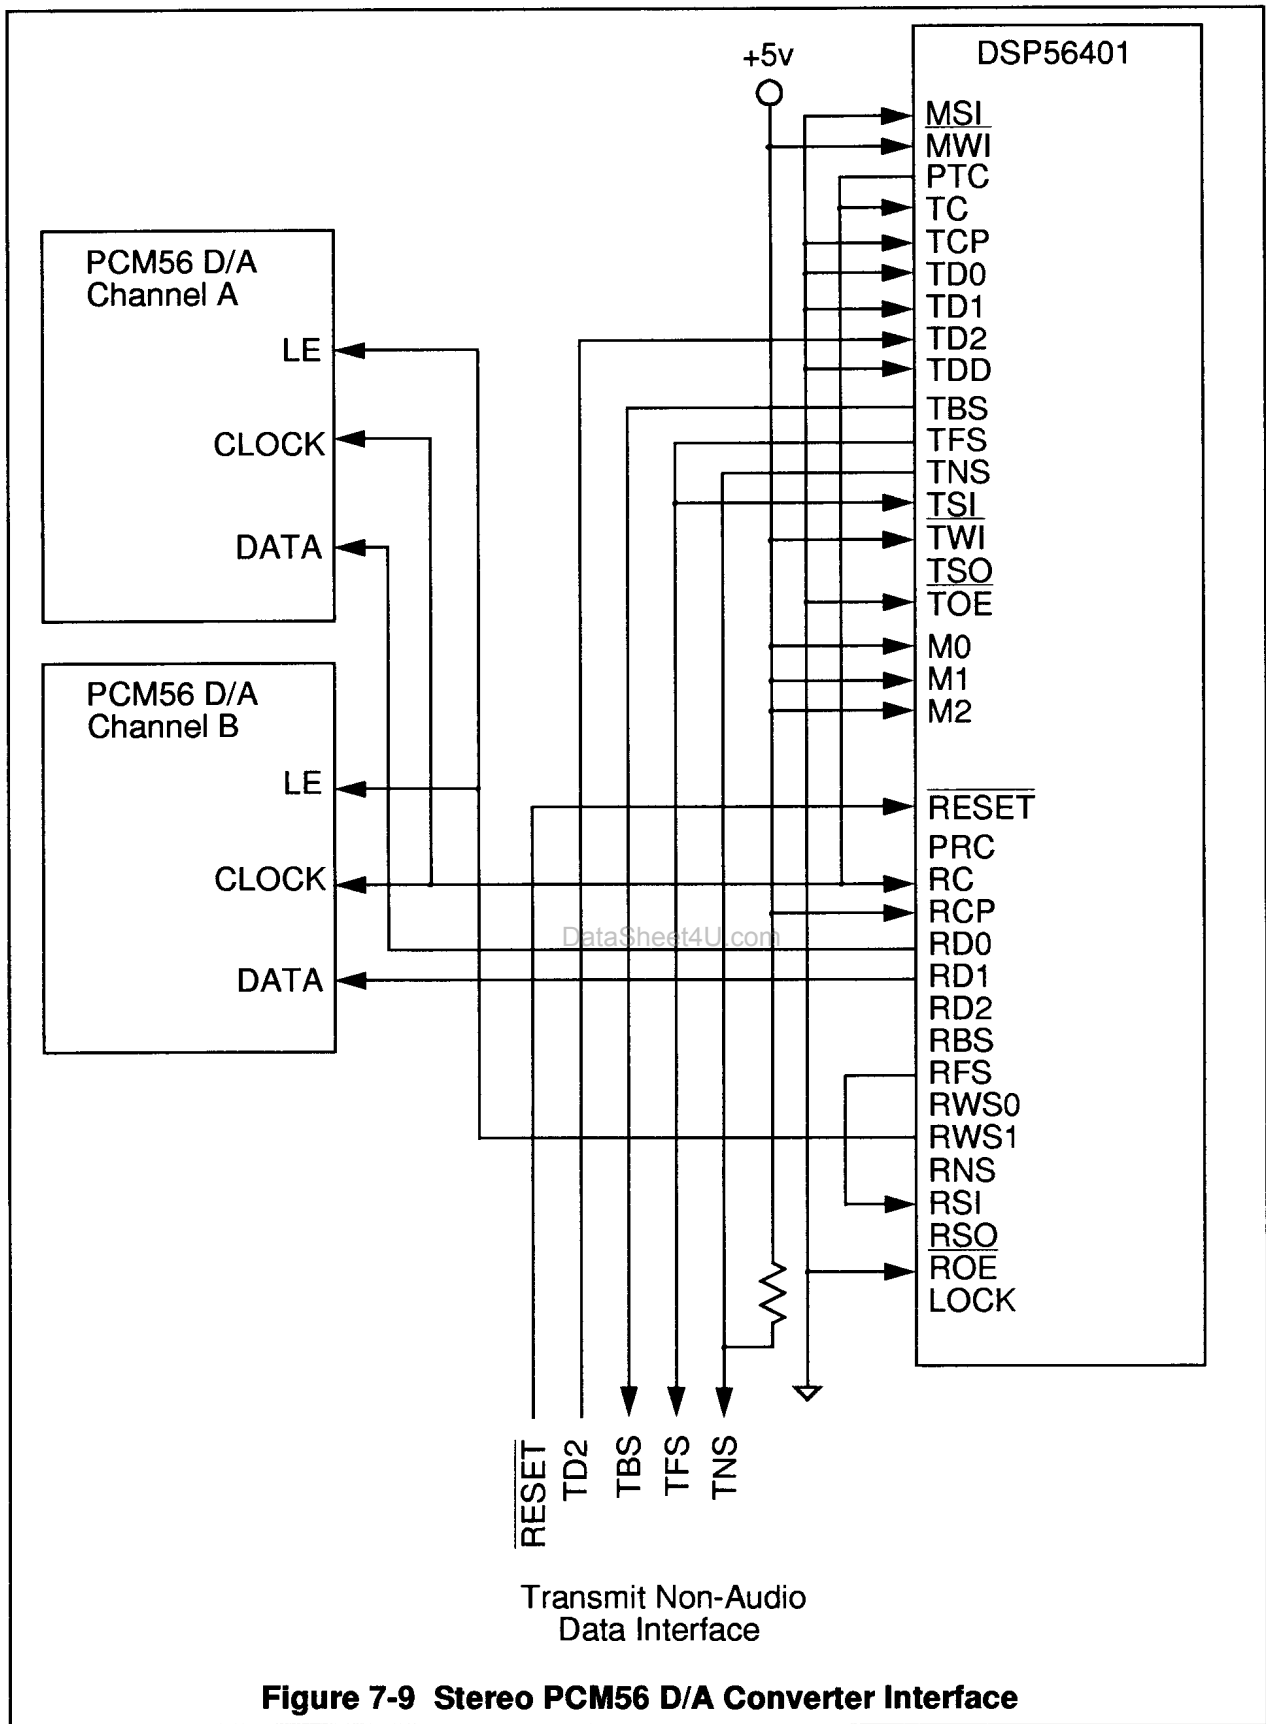 +5v
DSP56401
MSI
MWI
PTC
TC
TCP
TD0
TD1
TD2
TDD
TBS
TFS
TNS
TSI
TWI
TSO
TOE
M0
M1
M2
RESET
PRC
RC
RCP
RD0
RD1
RD2
RBS
RFS
RWS0
RWS1
RNS
RSI
RSO
ROE
LOCK
PCM56 D/A
Channel A
LE
CLOCK
DATA
PCM56 D/A
Channel B
LE
CLOCK
DATA
DataSheet4U.com
RESET
TD2
TBS
TFS
TNS
Transmit Non-Audio
Data Interface
Figure 7-9 Stereo PCM56 D/A Converter Interface